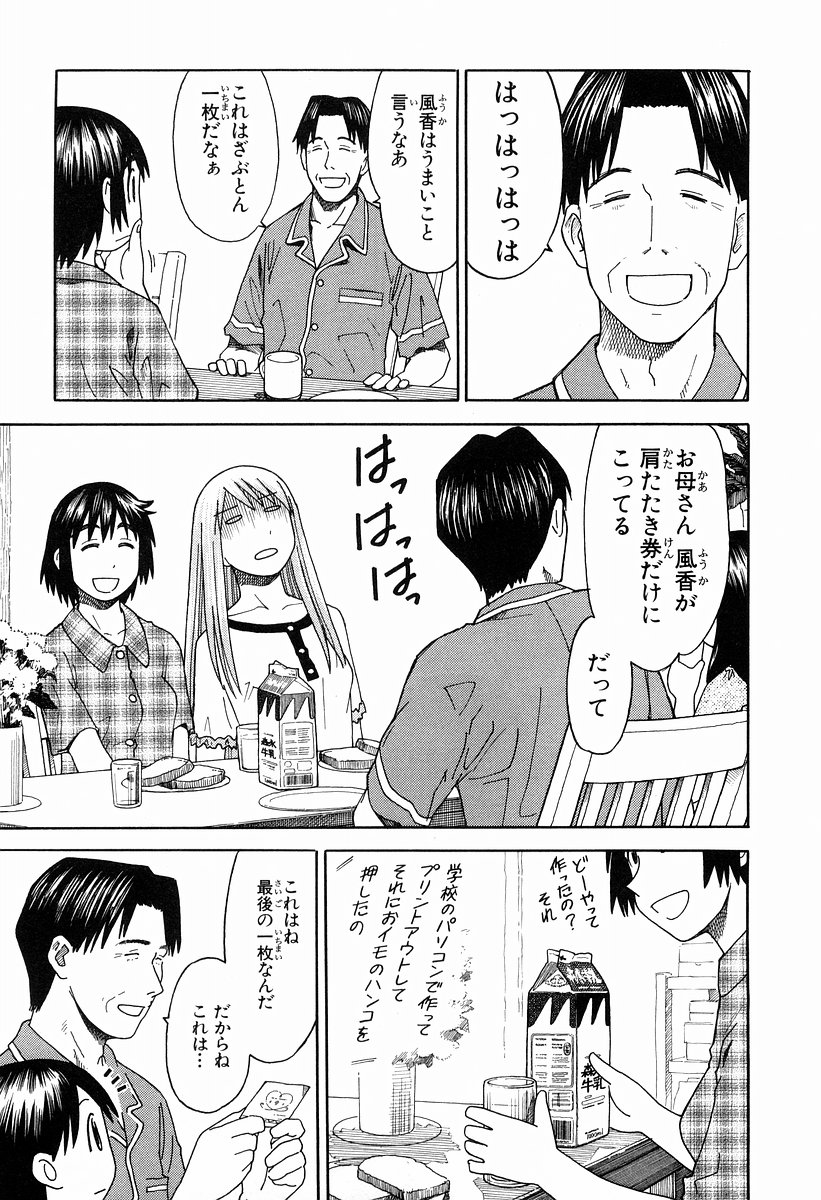 はっはっはっは
風香はうまいこと
言うなあ
これはざぶとん
一枚だなぁ
お母さん 風香が
肩たたき券だけに
こってる
だって
はっ
はっ
はっ
どーやって
作ったの?
それ
学校のパソコンで作って
プリントアウトして
それにおイモのハンコを
押したの
森永
牛乳
これはね
最後の一枚なんだ
だからね
これは…